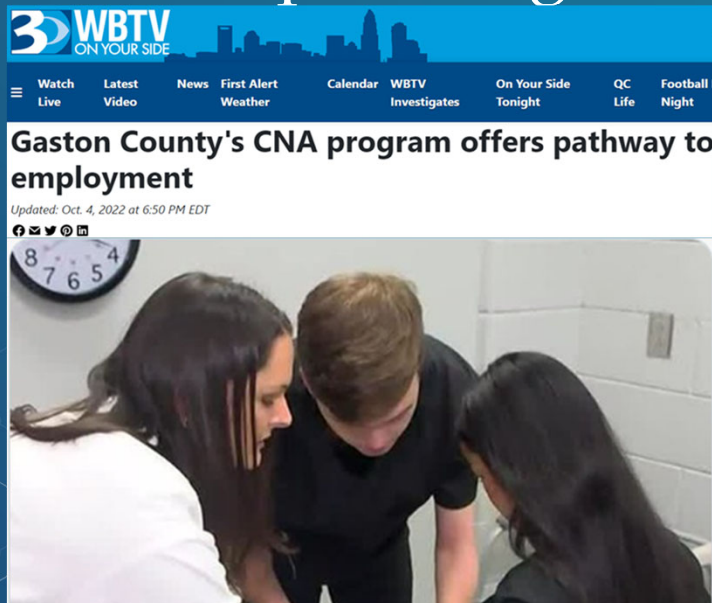 3 WBTV
ON YOUR SIDE
Watch Live
Latest Video
News
First Alert Weather
Calendar
WBTV Investigates
On Your Side Tonight
QC Life
Football
Night
Gaston County's CNA program offers pathway to
employment
Updated: Oct. 4, 2022 at 6:50 PM EDT
8 7 6 5 4